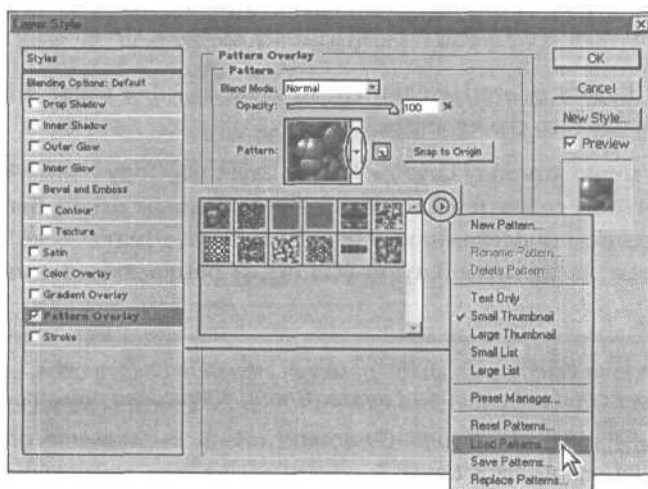 Layer Style
Styles
Blending Options: Default
Drop Shadow
Inner Shadow
Outer Glow
Inner Glow
Bevel and Emboss
Contour
Texture
Satin
Color Overlay
Gradient Overlay
Pattern Overlay
Stroke
Pattern Overlay
Pattern
Blend Mode: Normal
Opacity: 100 %
Pattern:
Snap to Origin
OK
Cancel
New Style...
Preview
New Pattern...
Rename Pattern...
Delete Pattern
Text Only
Small Thumbnail
Large Thumbnail
Small List
Large List
Preset Manager...
Reset Patterns...
Load Patterns...
Save Patterns...
Replace Patterns...